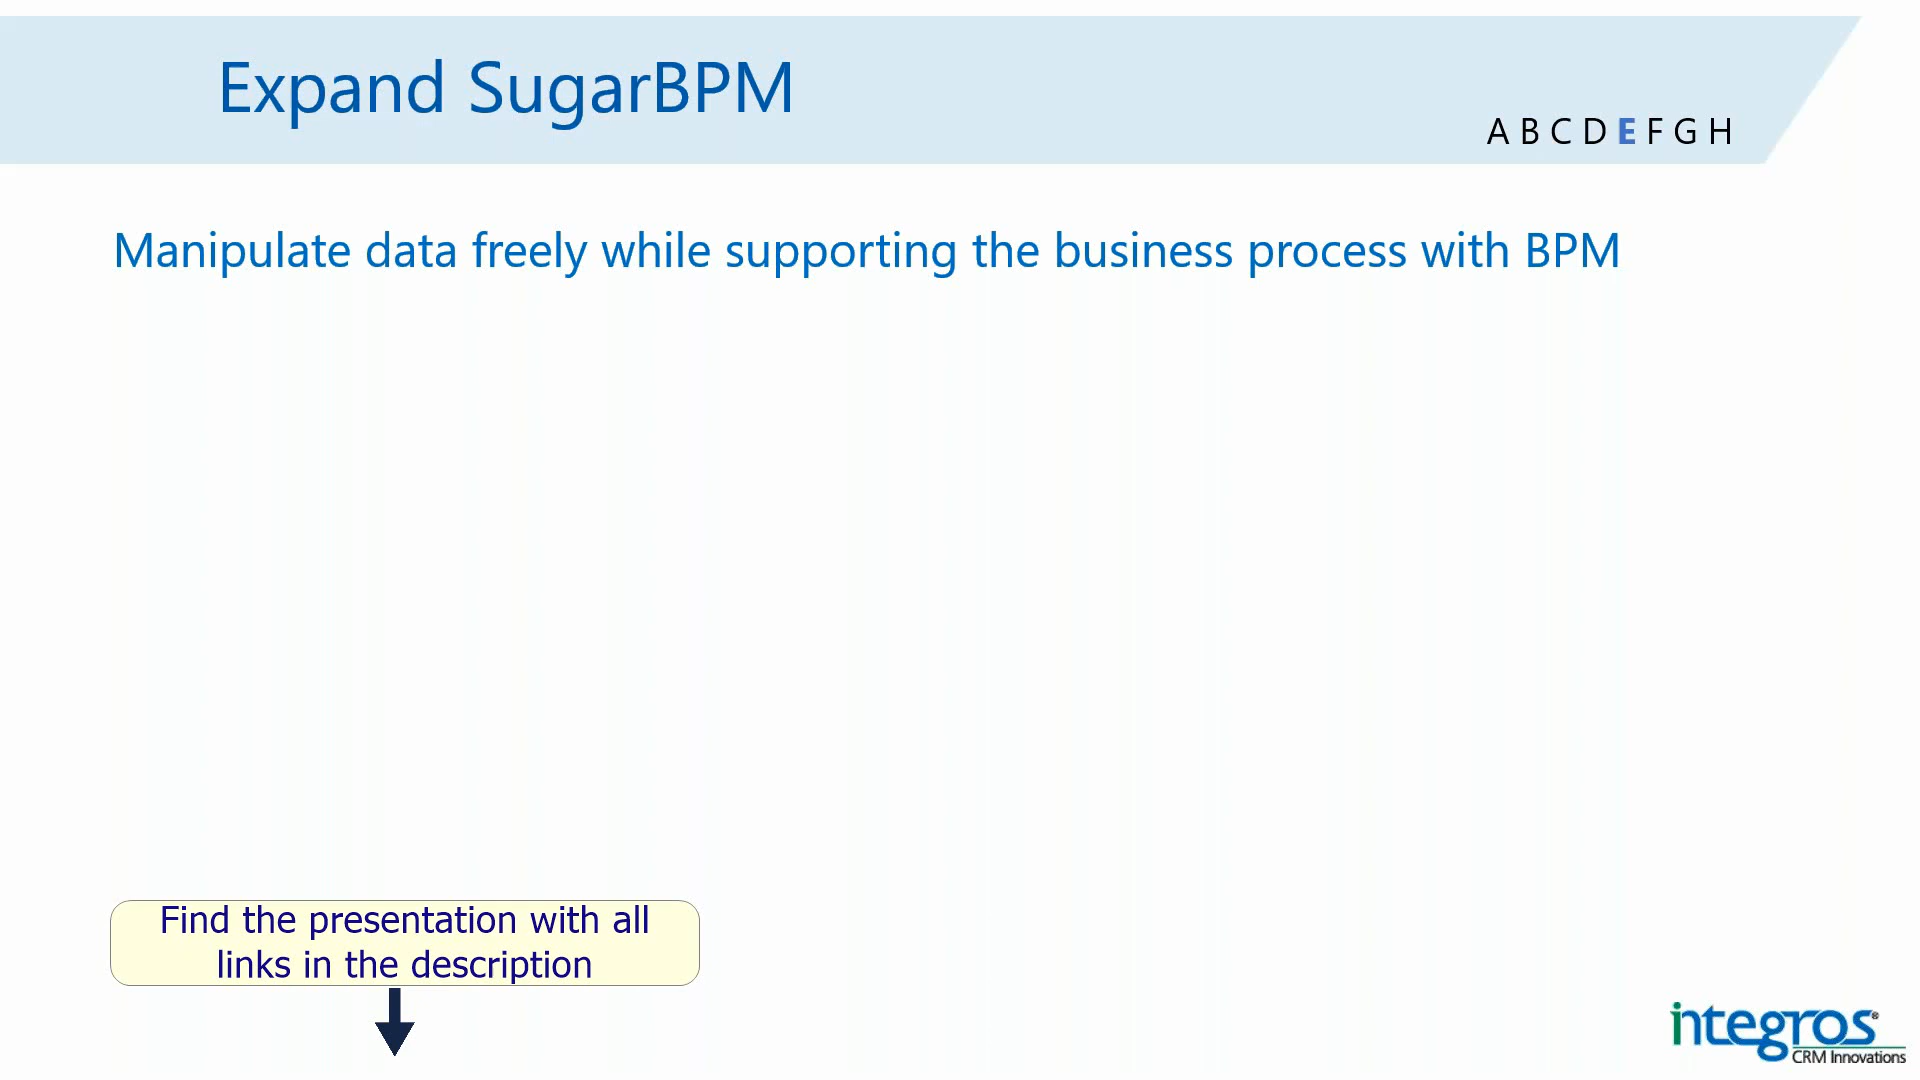 Expand SugarBPM
A B C D E F G H
Manipulate data freely while supporting the business process with BPM
Find the presentation with all
links in the description
integros®
CRM Innovations